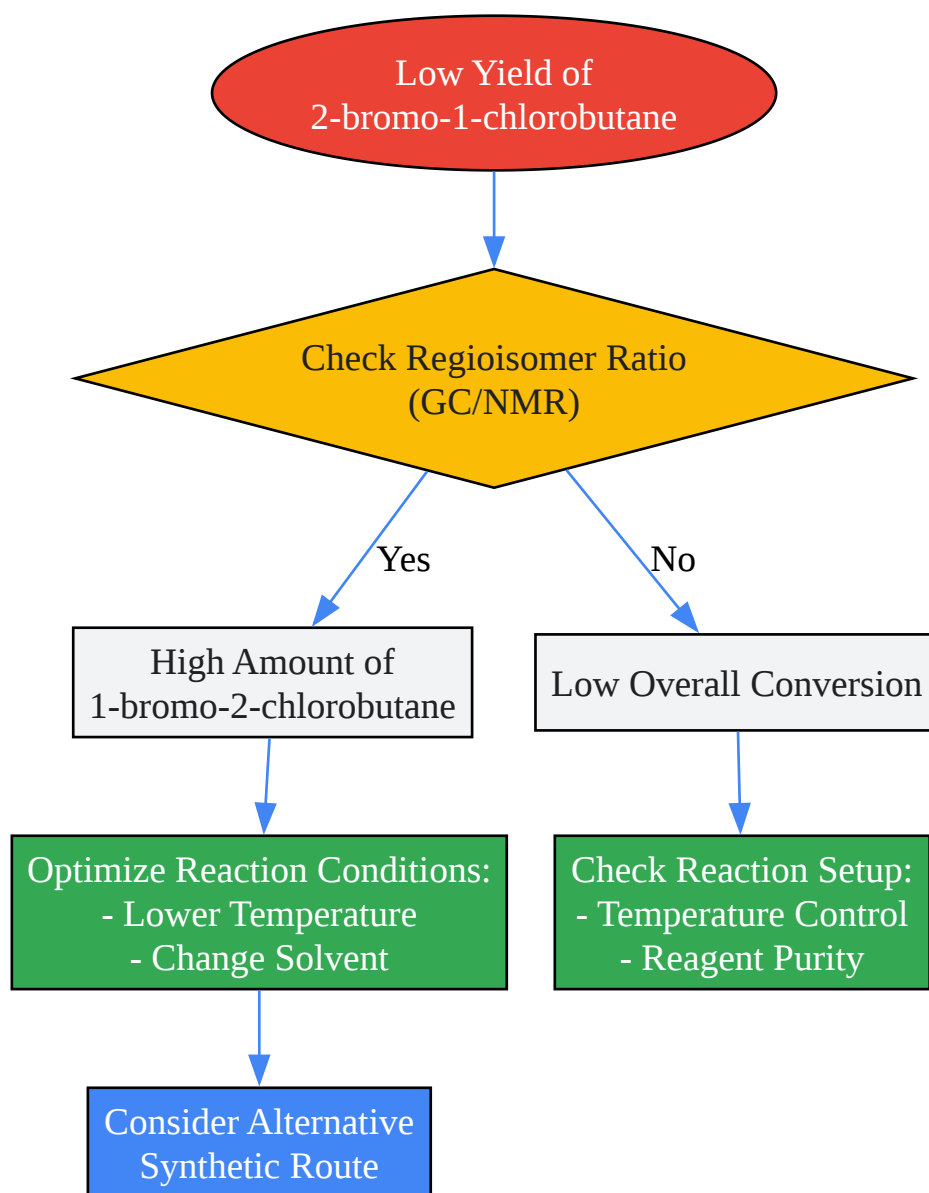 Low Yield of
2-bromo-1-chlorobutane
Check Regioisomer Ratio
(GC/NMR)
Yes
No
High Amount of
1-bromo-2-chlorobutane
Low Overall Conversion
Optimize Reaction Conditions:
- Lower Temperature
- Change Solvent
Check Reaction Setup:
- Temperature Control
- Reagent Purity
Consider Alternative
Synthetic Route